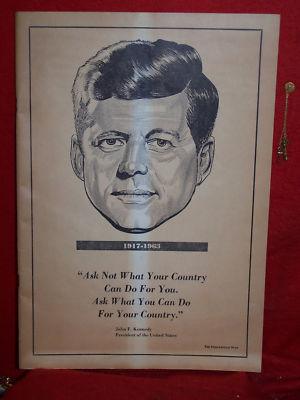 1917-1963
“Ask Not What Your Country
Can Do For You.
Ask What You Can Do
For Your Country.”
John F. Kennedy
President of the United States